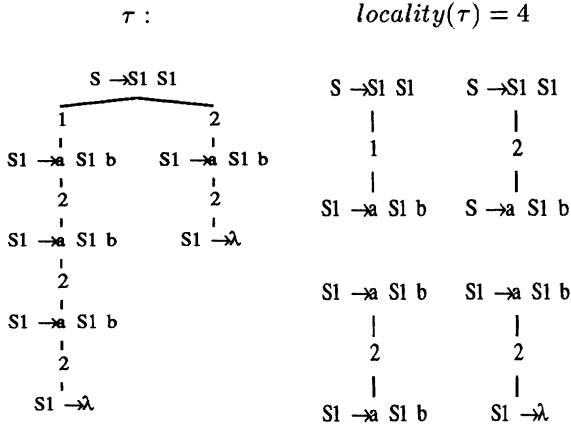 τ :
locality(τ) = 4
S →S1 S1
1 2
S1 →a S1 b S1 →a S1 b
2 2
S1 →a S1 b S1 →λ
2
S1 →a S1 b
2
S1 →λ
S →S1 S1 S →S1 S1
1 2
S1 →a S1 b S →a S1 b
S1 →a S1 b S1 →a S1 b
2 2
S1 →a S1 b S1 →λ